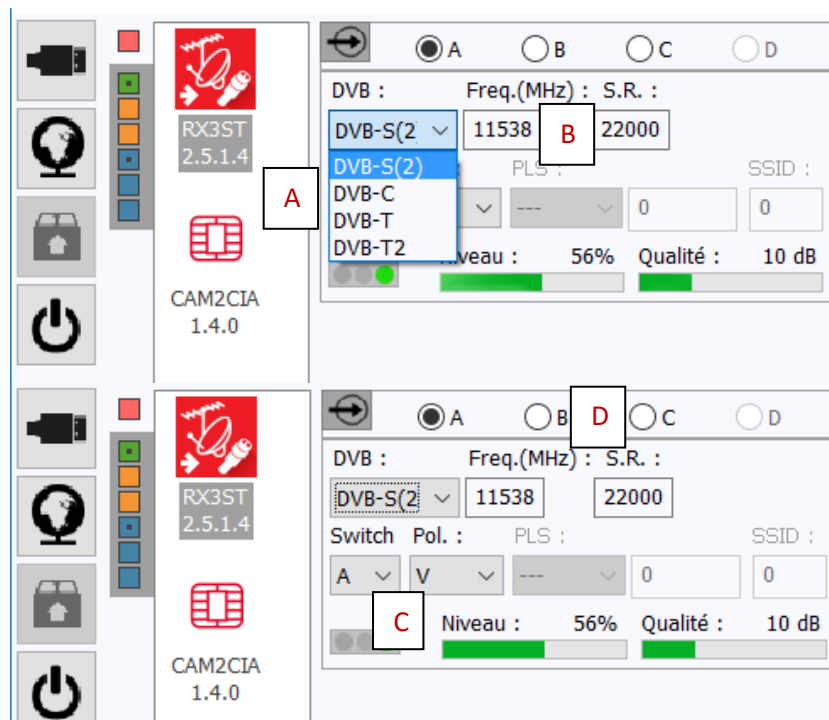 A B C D
DVB : Freq.(MHz) : S.R. :
DVB-S(2 11538 B 22000
RX3ST
2.5.1.4
DVB-S(2) : PLS : SSID :
A
DVB-C --- 0 0
DVB-T
DVB-T2 Niveau : 56% Qualité : 10 dB
CAM2CIA
1.4.0
A B D C D
DVB : Freq.(MHz) : S.R. :
DVB-S(2 11538 22000
RX3ST
2.5.1.4
Switch Pol. : PLS : SSID :
A V --- 0 0
C
Niveau : 56% Qualité : 10 dB
CAM2CIA
1.4.0